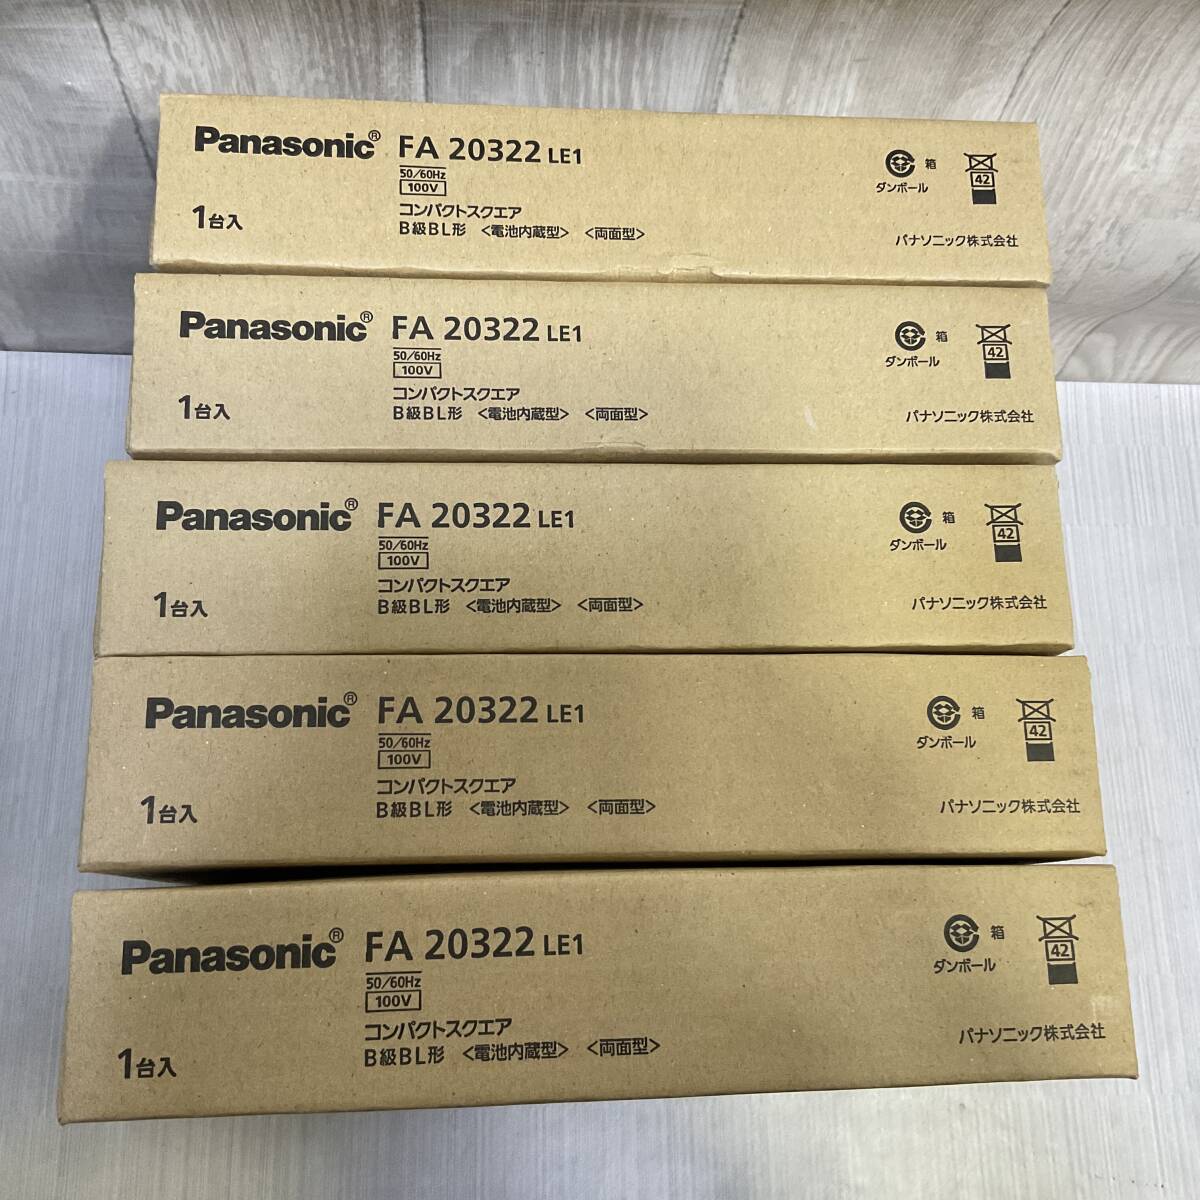 Panasonic® FA 20322 LE1
50/60Hz
100V
コンパクトスクエア
B級BL形 〈電池内蔵型〉 〈両面型〉
1台入
箱
ダンボール
42
パナソニック株式会社
Panasonic® FA 20322 LE1
50/60Hz
100V
コンパクトスクエア
B級BL形 〈電池内蔵型〉 〈両面型〉
1台入
箱
ダンボール
42
パナソニック株式会社
Panasonic® FA 20322 LE1
50/60Hz
100V
コンパクトスクエア
B級BL形 〈電池内蔵型〉 〈両面型〉
1台入
箱
ダンボール
42
パナソニック株式会社
Panasonic® FA 20322 LE1
50/60Hz
100V
コンパクトスクエア
B級BL形 〈電池内蔵型〉 〈両面型〉
1台入
箱
ダンボール
42
パナソニック株式会社
Panasonic® FA 20322 LE1
50/60Hz
100V
コンパクトスクエア
B級BL形 〈電池内蔵型〉 〈両面型〉
1台入
箱
ダンボール
42
パナソニック株式会社